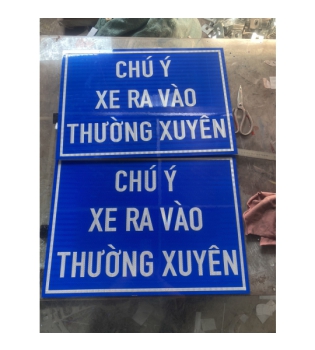 CHÚ Ý
XE RA VÀO
THƯỜNG XUYÊN
CHÚ Ý
XE RA VÀO
THƯỜNG XUYÊN